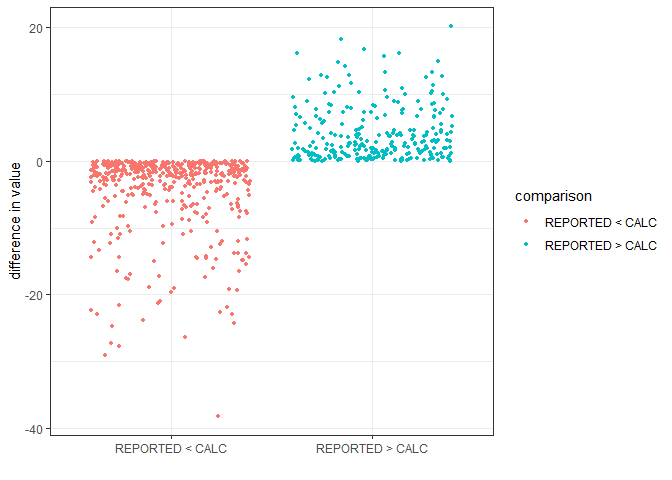 20
0
-20
-40
difference in value
REPORTED < CALC
REPORTED > CALC
comparison
REPORTED < CALC
REPORTED > CALC